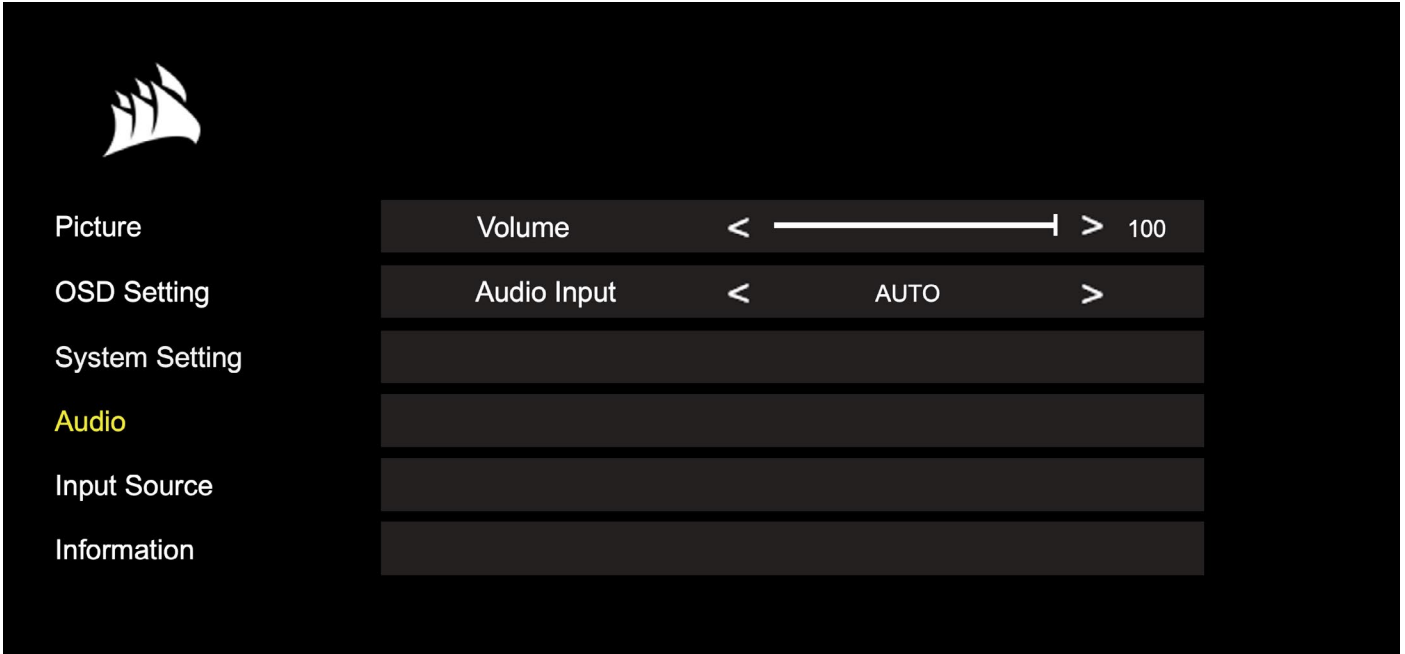 Picture
Volume < > 100
OSD Setting
Audio Input < AUTO >
System Setting
Audio
Input Source
Information